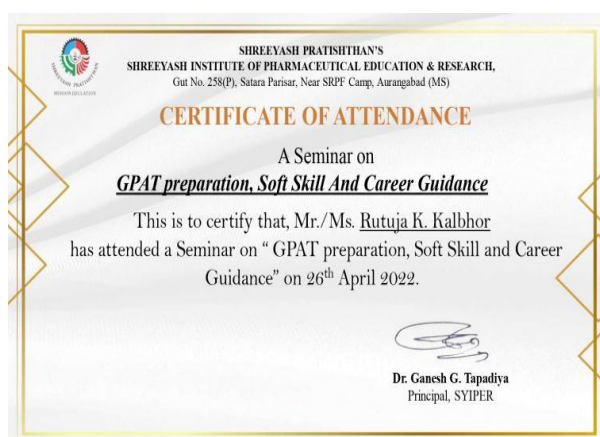 SHREEYASH PRATISHTHAN'S
SHREEYASH INSTITUTE OF PHARMACEUTICAL EDUCATION & RESEARCH,
Gut No. 258(P), Satara Parisar, Near SRPF Camp, Aurangabad (MS)
CERTIFICATE OF ATTENDANCE
A Seminar on
GPAT preparation, Soft Skill And Career Guidance
This is to certify that, Mr./Ms. Rutuja K. Kalbhor
has attended a Seminar on “ GPAT preparation, Soft Skill and Career
Guidance” on 26th April 2022.
Dr. Ganesh G. Tapadiya
Principal, SYIPER